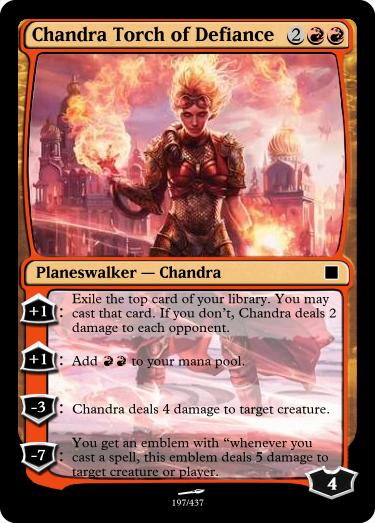 Chandra Torch of Defiance 2
Planeswalker — Chandra
+1: Exile the top card of your library. You may
cast that card. If you don't, Chandra deals 2
damage to each opponent.
+1: Add to your mana pool.
-3: Chandra deals 4 damage to target creature.
-7: You get an emblem with “whenever you
cast a spell, this emblem deals 5 damage to
target creature or player.
4
197/437